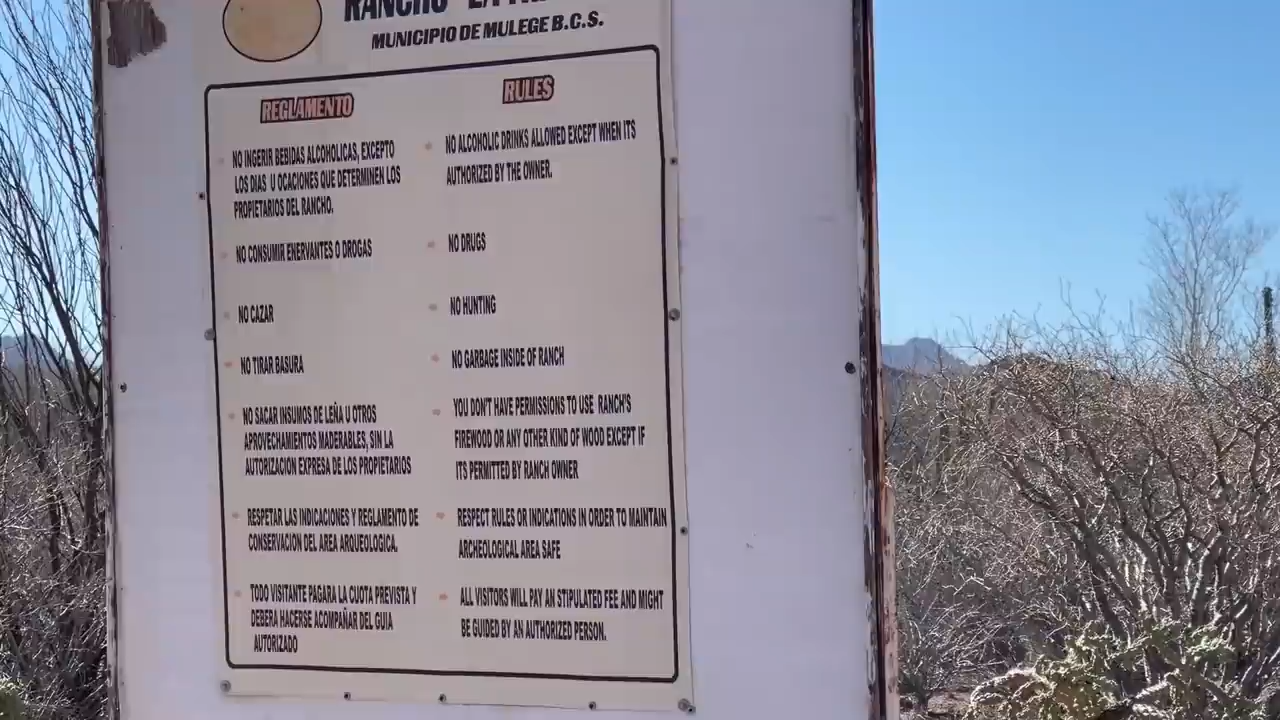 RANCHO
MUNICIPIO DE MULEGE B.C.S.
REGLAMENTO
NO INGERIR BEBIDAS ALCOHOLICAS, EXCEPTO
LOS DIAS U OCACIONES QUE DETERMINEN LOS
PROPIETARIOS DEL RANCHO.
NO CONSUMIR ENERVANTES O DROGAS
NO CAZAR
NO TIRAR BASURA
NO SACAR INSUMOS DE LEÑA U OTROS
APROVECHAMIENTOS MADERABLES, SIN LA
AUTORIZACION EXPRESA DE LOS PROPIETARIOS
RESPETAR LAS INDICACIONES Y REGLAMENTO DE
CONSERVACION DEL AREA ARQUEOLOGICA.
TODO VISITANTE PAGARA LA CUOTA PREVISTA Y
DEBERA HACERSE ACOMPAÑAR DEL GUIA
AUTORIZADO
RULES
NO ALCOHOLIC DRINKS ALLOWED EXCEPT WHEN ITS
AUTHORIZED BY THE OWNER.
NO DRUGS
NO HUNTING
NO GARBAGE INSIDE OF RANCH
YOU DON'T HAVE PERMISSIONS TO USE RANCH'S
FIREWOOD OR ANY OTHER KIND OF WOOD EXCEPT IF
ITS PERMITTED BY RANCH OWNER
RESPECT RULES OR INDICATIONS IN ORDER TO MAINTAIN
ARCHEOLOGICAL AREA SAFE
ALL VISITORS WILL PAY AN STIPULATED FEE AND MIGHT
BE GUIDED BY AN AUTHORIZED PERSON.